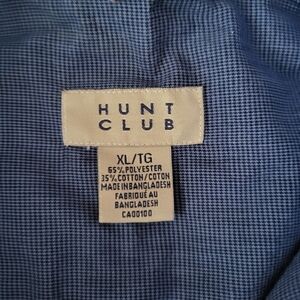 HUNT
CLUB
XL/TG
65% POLYESTER
35% COTTON/COTON
MADE IN BANGLADESH
FABRIQUÉ AU
BANGLADESH
CA00100